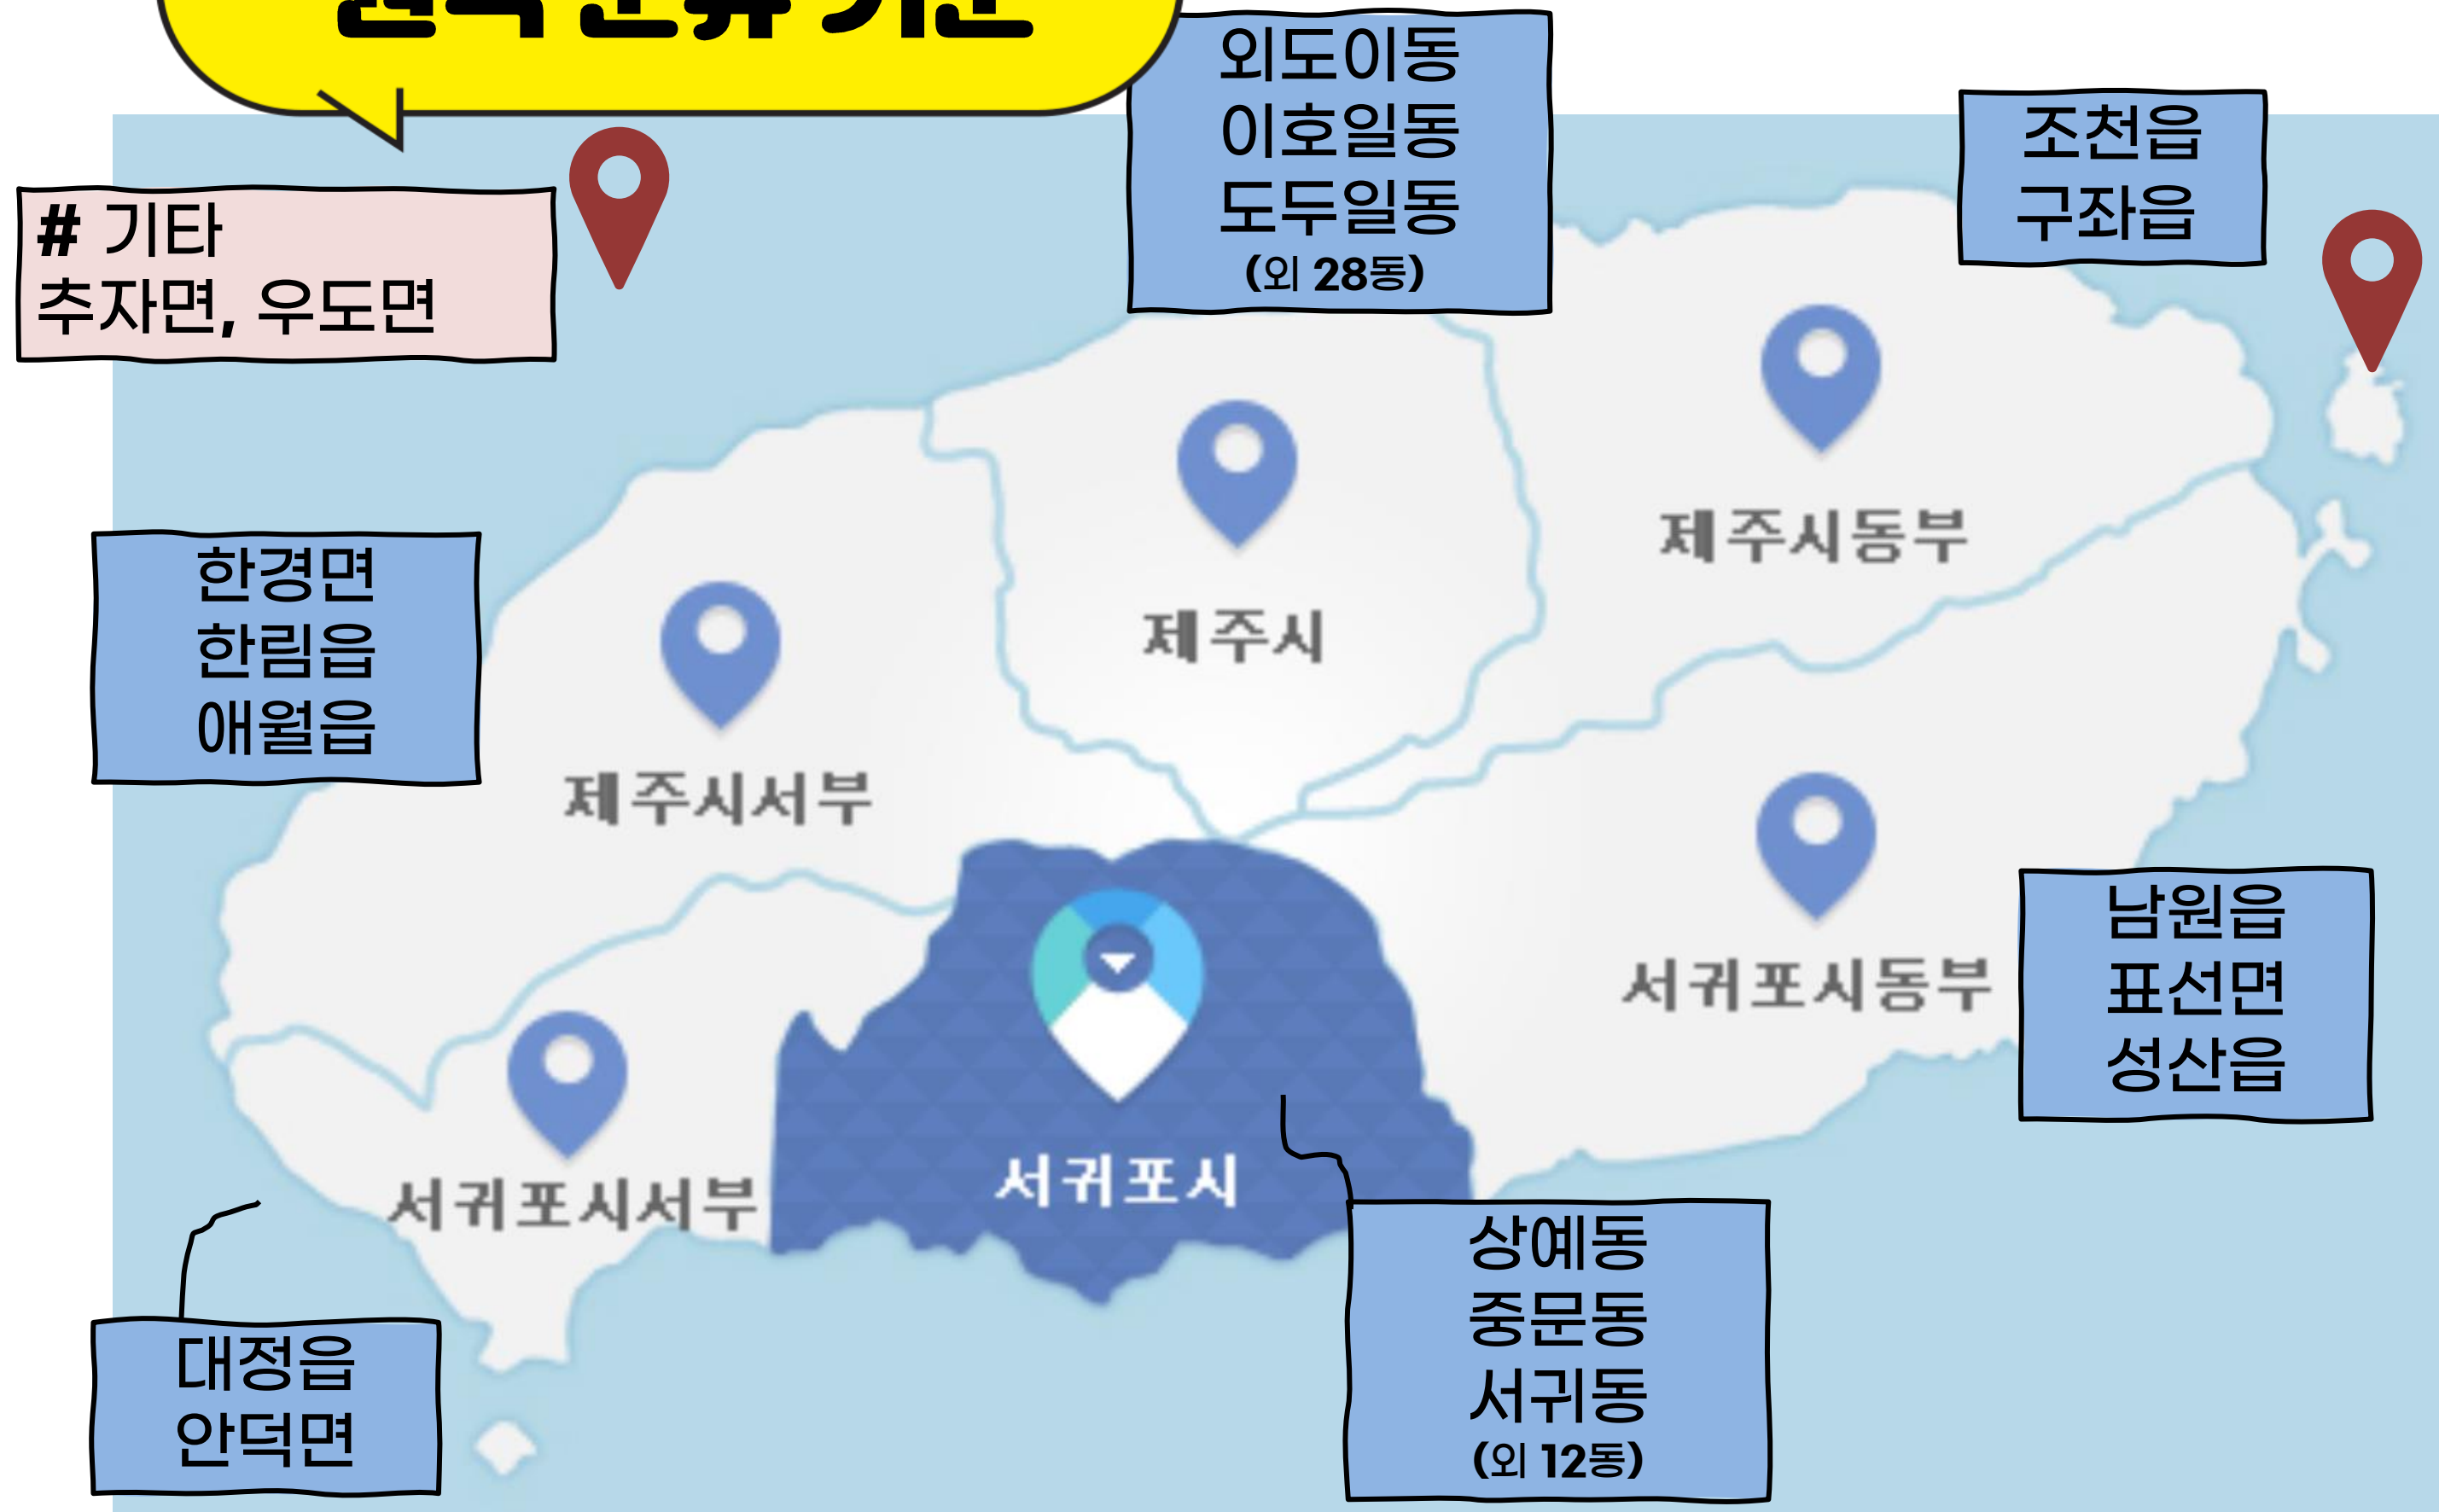 외도이동
이호일동
도두일동
(외 28동)
조천읍
구좌읍
# 기타
추자면, 우도면
제주시동부
한경면
한림읍
애월읍
제주시
제주시서부
남원읍
표선면
성산읍
서귀포시동부
서귀포시
서귀포시서부
상예동
중문동
서귀동
(외 12동)
대정읍
안덕면